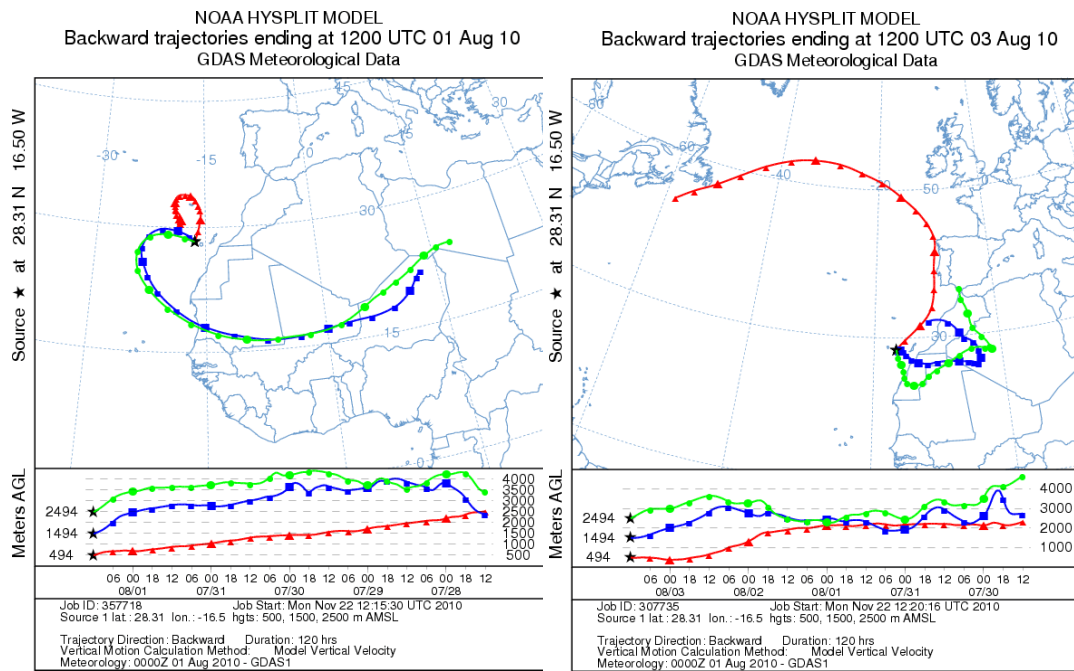 NOAA HYSPLIT MODEL
Backward trajectories ending at 1200 UTC 01 Aug 10
GDAS Meteorological Data
Source ★ at 28.31 N 16.50 W
-30
-15
0
15
30
30
15
0
Meters AGL
2494
1494
494
4000
3500
3000
2500
2000
1500
1000
500
06 00 18 12 06 00 18 12 06 00 18 12 06 00 18 12 06 00 18 12
08/01 07/31 07/30 07/29 07/28
Job ID: 357718 Job Start: Mon Nov 22 12:15:30 UTC 2010
Source 1 lat.: 28.31 lon.: -16.5 hgts: 500, 1500, 2500 m AMSL
Trajectory Direction: Backward Duration: 120 hrs
Vertical Motion Calculation Method: Model Vertical Velocity
Meteorology: 0000Z 01 Aug 2010 - GDAS1
NOAA HYSPLIT MODEL
Backward trajectories ending at 1200 UTC 03 Aug 10
GDAS Meteorological Data
Source ★ at 28.31 N 16.50 W
-40
50
30
Meters AGL
2494
1494
494
4000
3000
2000
1000
06 00 18 12 06 00 18 12 06 00 18 12 06 00 18 12 06 00 18 12
08/03 08/02 08/01 07/31 07/30
Job ID: 307735 Job Start: Mon Nov 22 12:20:16 UTC 2010
Source 1 lat.: 28.31 lon.: -16.5 hgts: 500, 1500, 2500 m AMSL
Trajectory Direction: Backward Duration: 120 hrs
Vertical Motion Calculation Method: Model Vertical Velocity
Meteorology: 0000Z 01 Aug 2010 - GDAS1